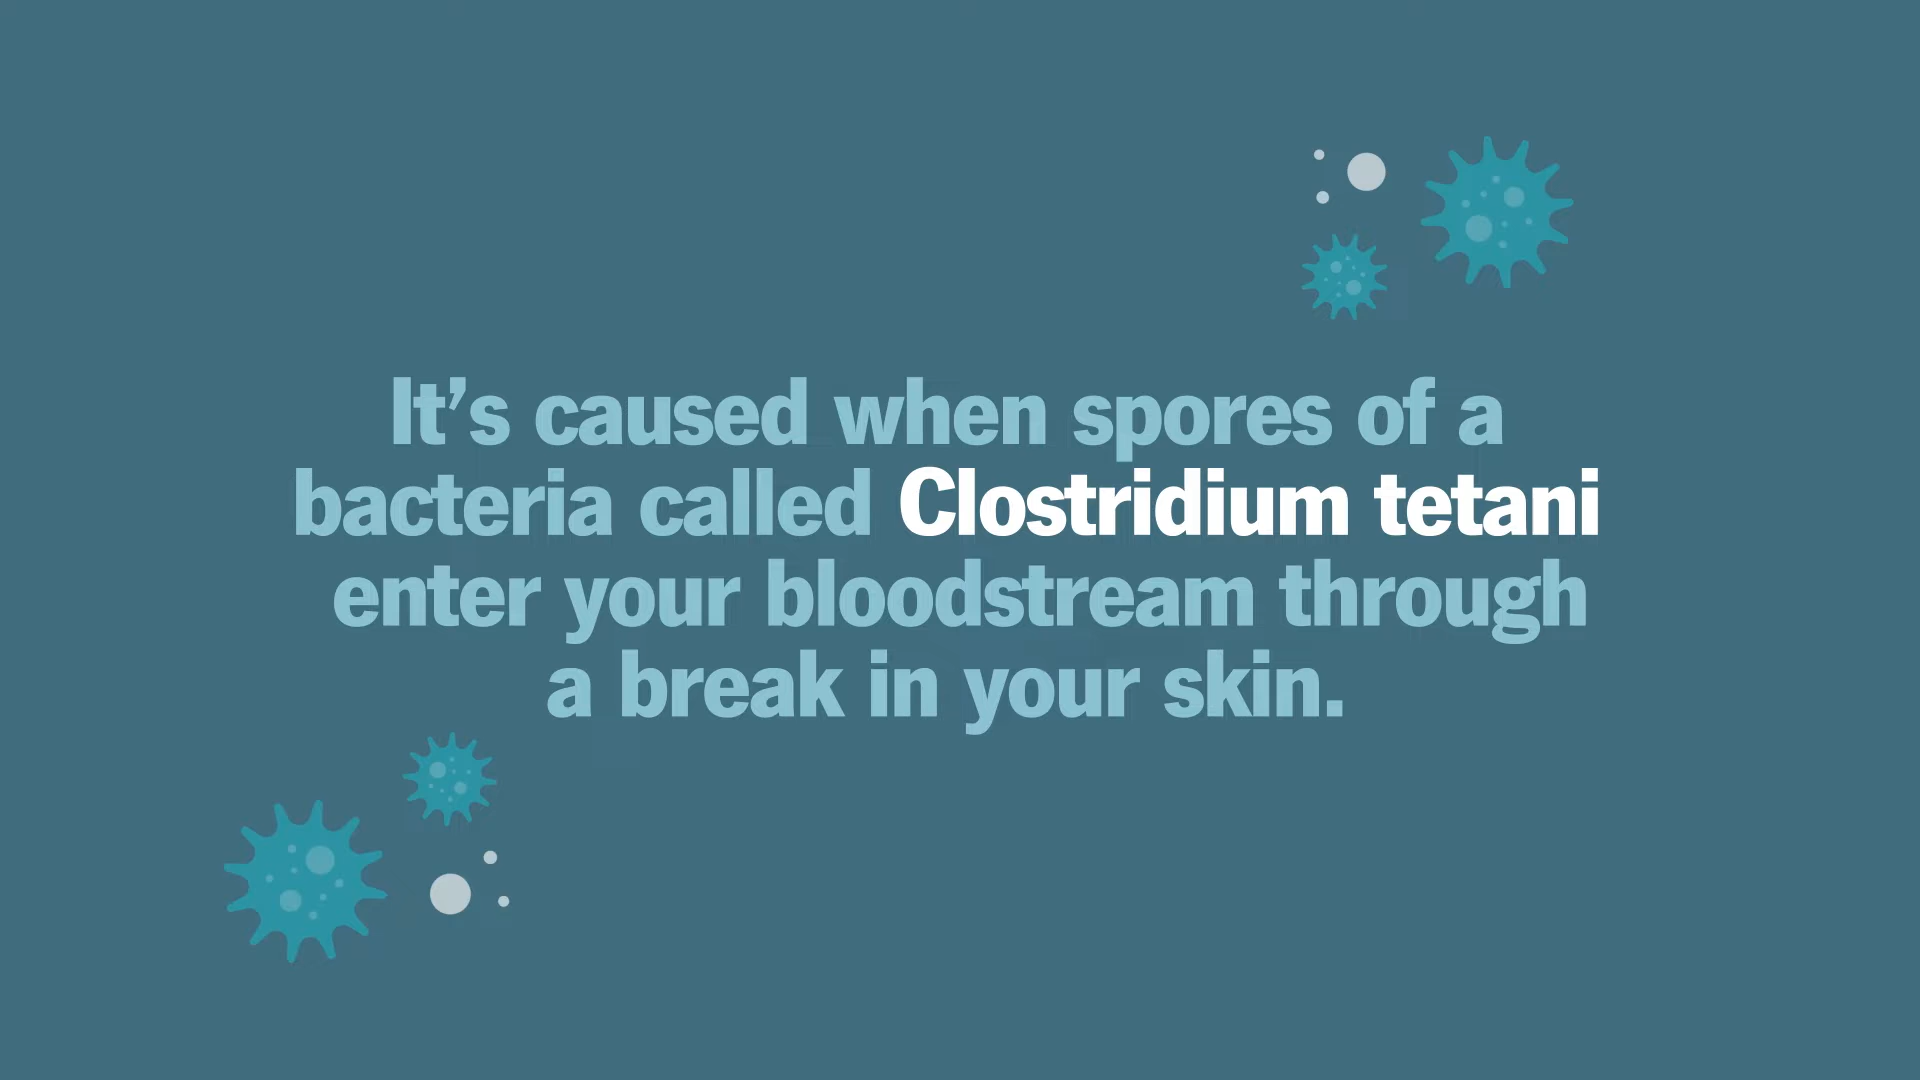 It’s caused when spores of a
bacteria called Clostridium tetani
enter your bloodstream through
a break in your skin.